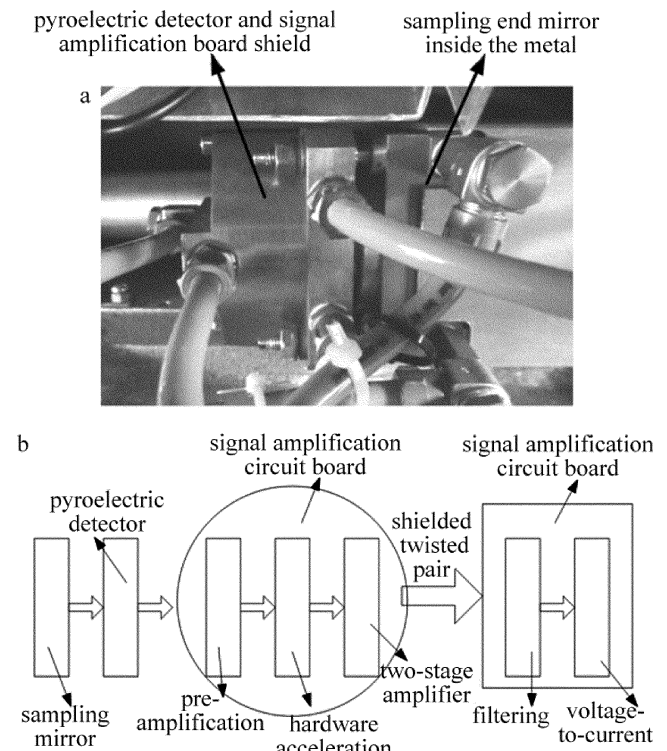 pyroelectric detector and signal
amplification board shield
sampling end mirror
inside the metal
a
b
signal amplification
circuit board
signal amplification
circuit board
pyroelectric
detector
shielded
twisted
pair
two-stage
amplifier
pre-
amplification
hardware
acceleration
sampling
mirror
filtering
voltage-
to-current